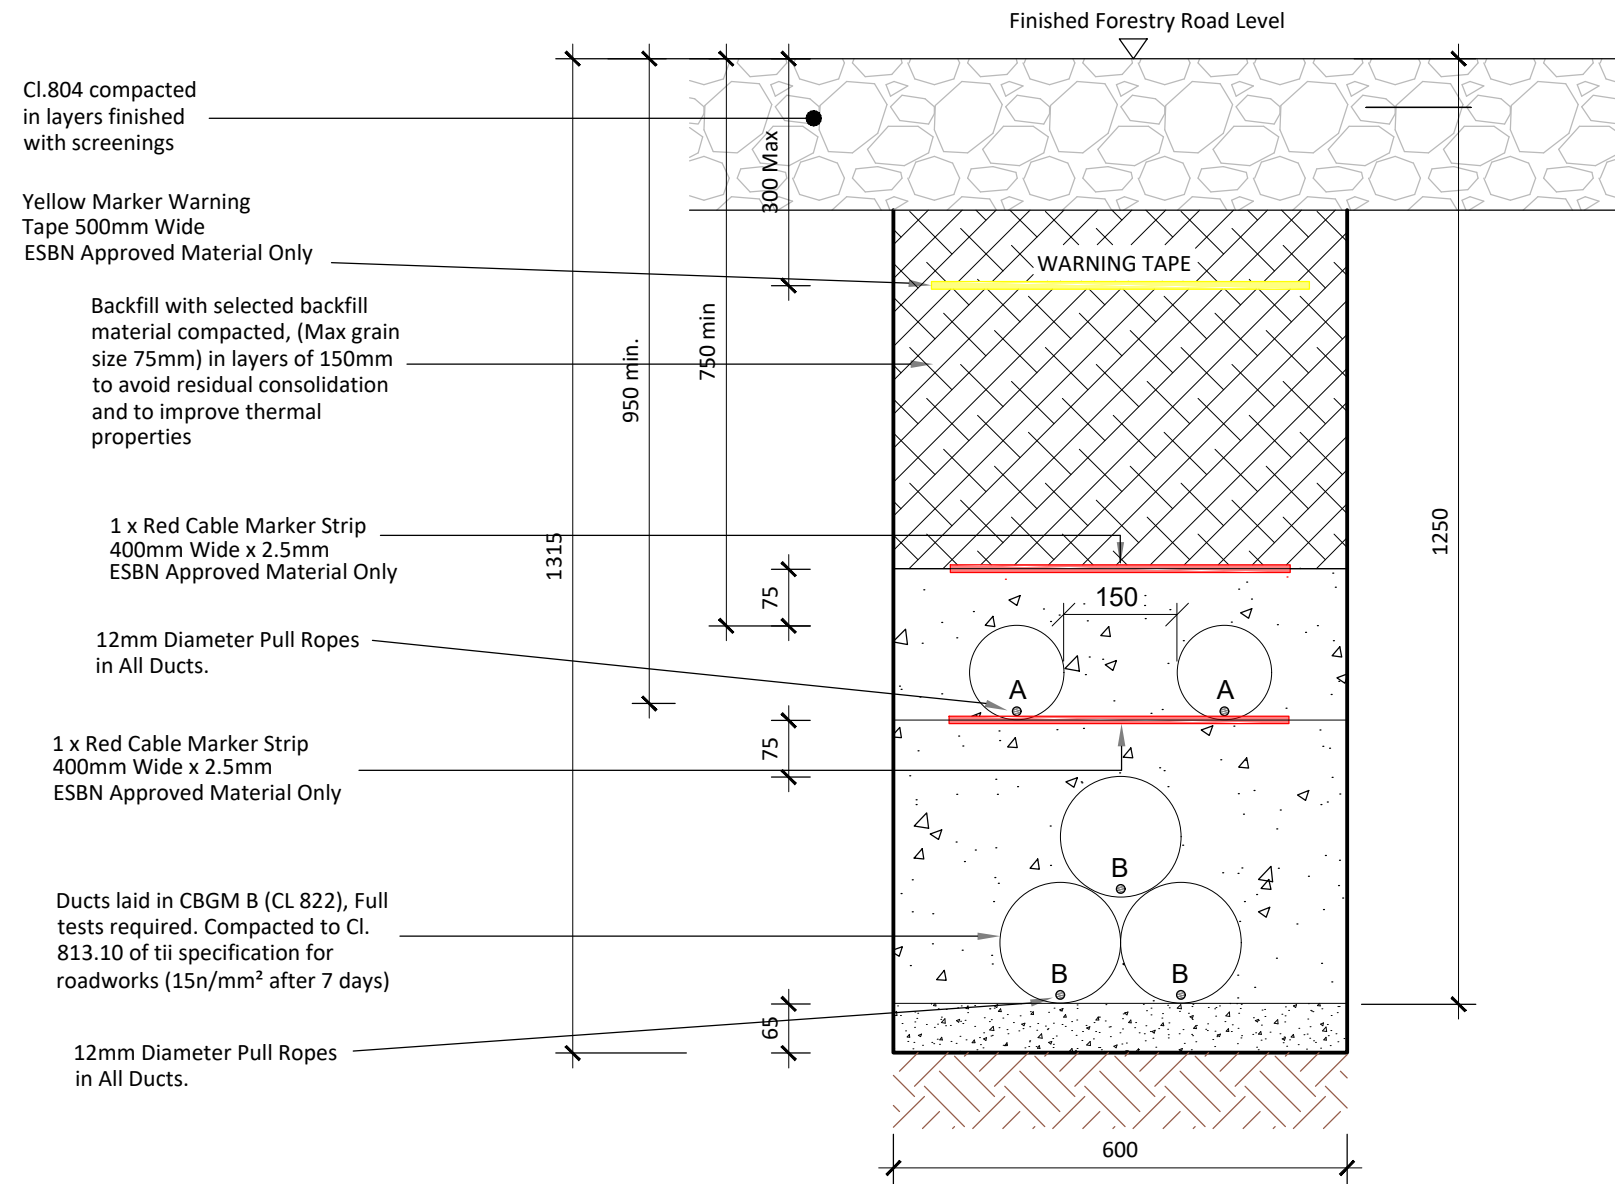 Finished Forestry Road Level
Cl.804 compacted
in layers finished
with screenings
300 Max
Yellow Marker Warning
Tape 500mm Wide
ESBN Approved Material Only
WARNING TAPE
Backfill with selected backfill
material compacted, (Max grain
size 75mm) in layers of 150mm
to avoid residual consolidation
and to improve thermal
properties
750 min
950 min.
1315
1250
1 x Red Cable Marker Strip
400mm Wide x 2.5mm
ESBN Approved Material Only
75
150
12mm Diameter Pull Ropes
in All Ducts.
A
A
1 x Red Cable Marker Strip
400mm Wide x 2.5mm
ESBN Approved Material Only
75
B
Ducts laid in CBGM B (CL 822), Full
tests required. Compacted to Cl.
813.10 of tii specification for
roadworks (15n/mm² after 7 days)
B
B
65
12mm Diameter Pull Ropes
in All Ducts.
600